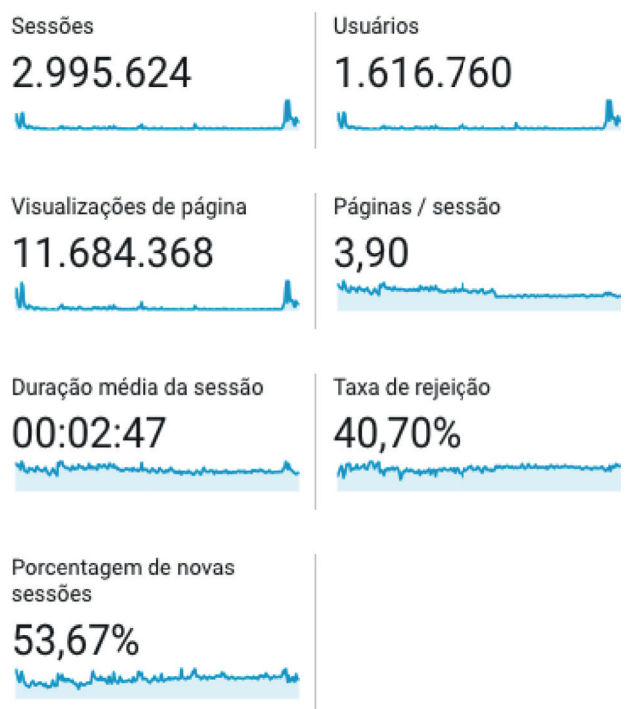 Sessões
2.995.624
Usuários
1.616.760
Visualizações de página
11.684.368
Páginas / sessão
3,90
Duração média da sessão
00:02:47
Taxa de rejeição
40,70%
Porcentagem de novas
sessões
53,67%